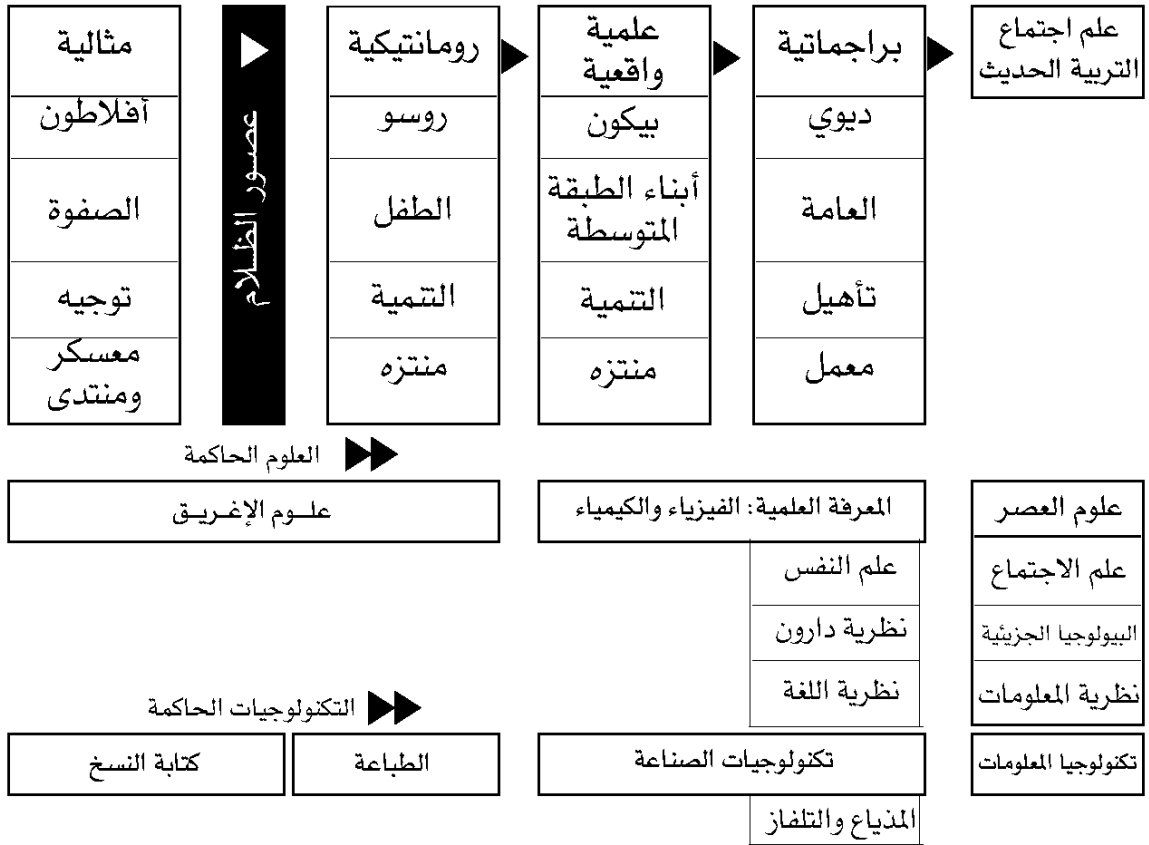 مثالية
أفلاطون
الصفوة
توجيه
معسكر
ومنتدى
عصور الظلام
رومانتيكية
روسو
الطفل
التنمية
منتزه
علمية
واقعية
بيكون
أبناء الطبقة
المتوسطة
التنمية
منتزه
براجماتية
ديوي
العامة
تأهيل
معمل
علم اجتماع
التربية الحديث
العلوم الحاكمة
علوم الإغريق
المعرفة العلمية: الفيزياء والكيمياء
علم النفس
نظرية دارون
نظرية اللغة
علوم العصر
علم الاجتماع
البيولوجيا الجزيئية
نظرية المعلومات
التكنولوجيات الحاكمة
كتابة النسخ
الطباعة
تكنولوجيات الصناعة
المذياع والتلفاز
تكنولوجيا المعلومات